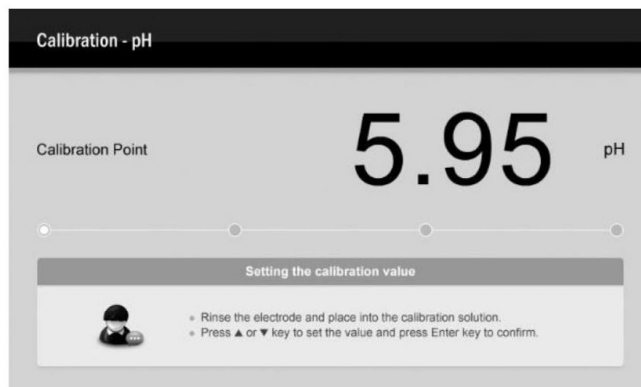 Calibration - pH
Calibration Point 5.95 pH
Setting the calibration value
Rinse the electrode and place into the calibration solution.
Press ▲ or ▼ key to set the value and press Enter key to confirm.